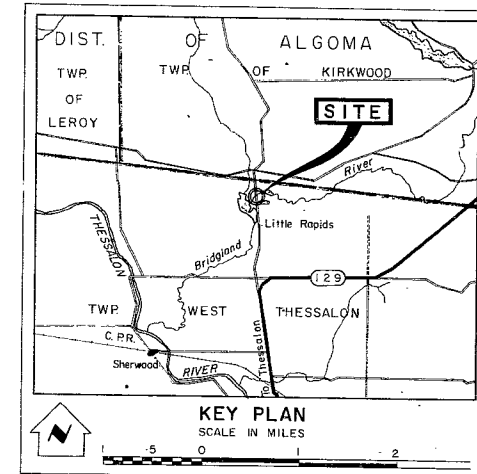 DIST. OF ALGOMA
TWP. TWP. OF KIRKWOOD
OF
LEROY
SITE
River
Little Rapids
THESSALON
Bridgland
129
TWP. WEST THESSALON
C.P.R.
Sherwood
RIVER
To Thessalon
KEY PLAN
SCALE IN MILES
N
1 .5 0 1 2